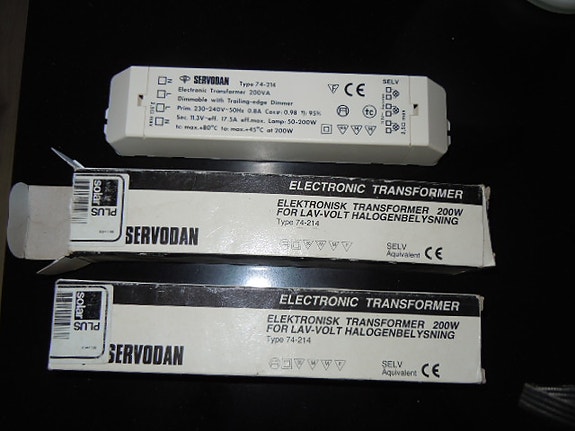 SERVODAN Type 74-214
Electronic Transformer 200VA
Dimmable with Trailing-edge Dimmer
Prim. 230-240V~50Hz 0.8A Cosφ:0.98 η: 95%
Sec. 11.3V-eff. 17.5A eff.max. Lamp: 50-200W
tc: max.+80°C ta: max.+45°C at 200W
N
L
L
N
SELV
F
CE
tc
ELECTRONIC TRANSFORMER
ELEKTRONISK TRANSFORMER 200W
FOR LAV-VOLT HALOGENBELYSNING
Type 74-214
SERVODAN
SELV
Aquivalent CE
solar
PLUS
ELECTRONIC TRANSFORMER
ELEKTRONISK TRANSFORMER 200W
FOR LAV-VOLT HALOGENBELYSNING
Type 74-214
SERVODAN
SELV
Aquivalent CE
solar
PLUS